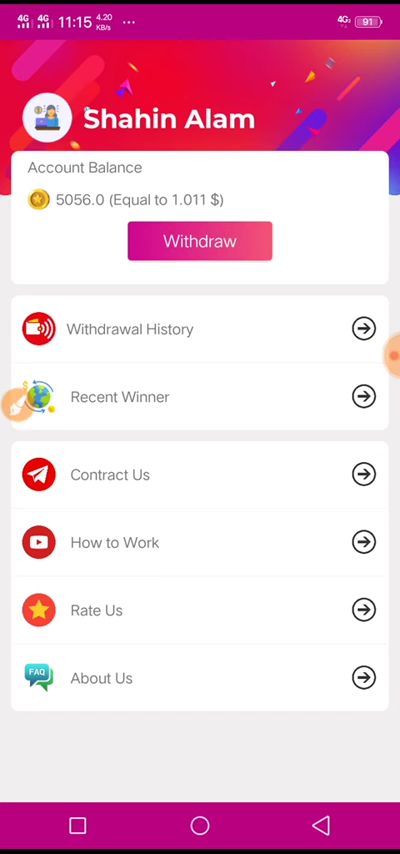 4G 4G 11:15 4.20 KB/s ... 4G 91
Shahin Alam
Account Balance
5056.0 (Equal to 1.011 $)
Withdraw
Withdrawal History
Recent Winner
Contract Us
How to Work
Rate Us
FAQ
About Us